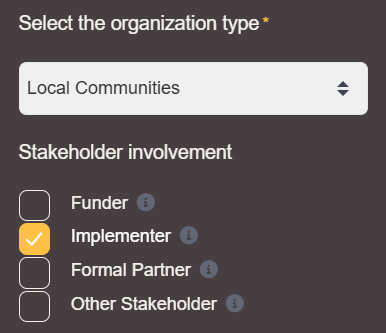 Select the organization type*
Local Communities
Stakeholder involvement
Funder
Implementer
Formal Partner
Other Stakeholder